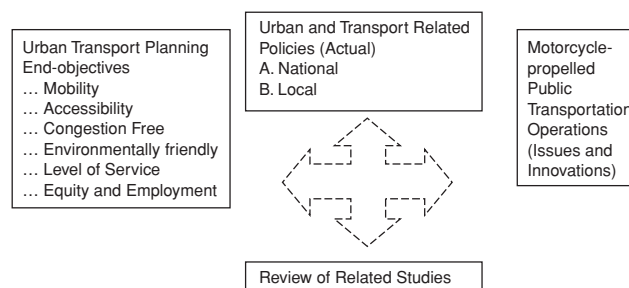 Urban Transport Planning
End-objectives
… Mobility
… Accessibility
… Congestion Free
… Environmentally friendly
… Level of Service
… Equity and Employment
Urban and Transport Related
Policies (Actual)
A. National
B. Local
Motorcycle-
propelled
Public
Transportation
Operations
(Issues and
Innovations)
Review of Related Studies